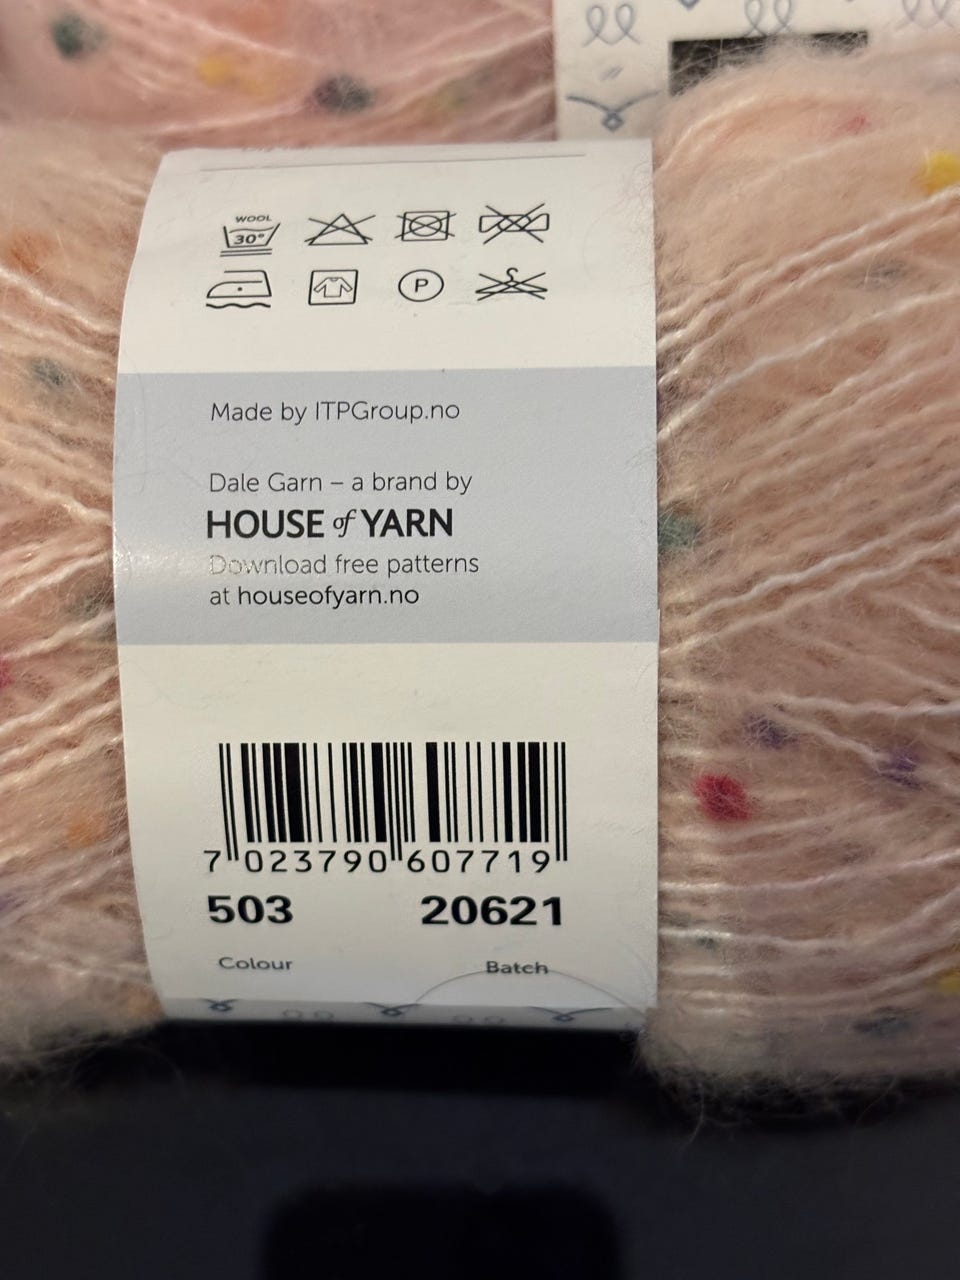 WOOL
30°
P
Made by ITPGroup.no
Dale Garn – a brand by
HOUSE of YARN
Download free patterns
at houseofyarn.no
7 023790 607719
503 20621
Colour Batch